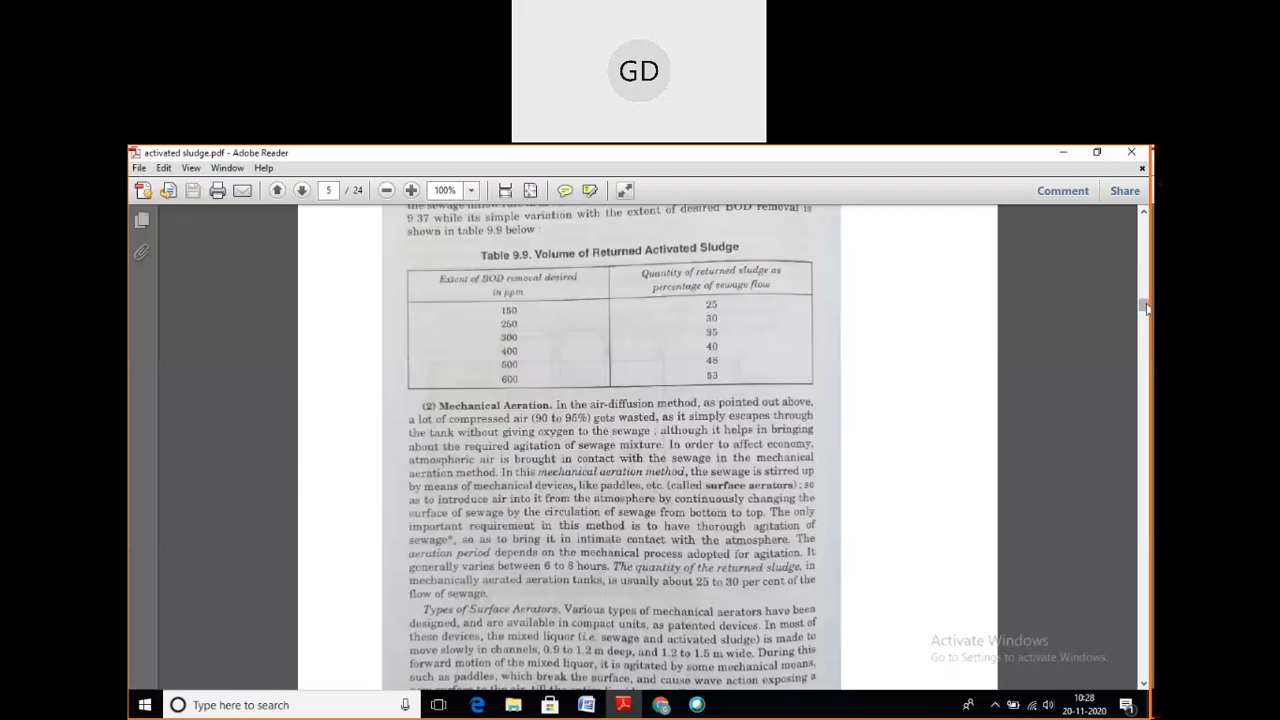 GD
activated sludge.pdf - Adobe Reader
File Edit View Window Help
5 / 24 100% Comment Share
9.37 while its simple variation with the extent of desired BOD removal is
shown in table 9.9 below :
Table 9.9. Volume of Returned Activated Sludge
Extent of BOD removal desired in ppm Quantity of returned sludge as percentage of sewage flow
150 25
250 30
300 35
400 40
500 48
600 53
(2) Mechanical Aeration. In the air-diffusion method, as pointed out above,
a lot of compressed air (90 to 95%) gets wasted, as it simply escapes through
the tank without giving oxygen to the sewage , although it helps in bringing
about the required agitation of sewage mixture. In order to affect economy,
atmospheric air is brought in contact with the sewage in the mechanical
aeration method. In this mechanical aeration method, the sewage is stirred up
by means of mechanical devices, like paddles, etc. (called surface aerators) ; so
as to introduce air into it from the atmosphere by continuously changing the
surface of sewage by the circulation of sewage from bottom to top. The only
important requirement in this method is to have thorough agitation of
sewage*, so as to bring it in intimate contact with the atmosphere. The
aeration period depends on the mechanical process adopted for agitation. It
generally varies between 6 to 8 hours. The quantity of the returned sludge, in
mechanically aerated aeration tanks, is usually about 25 to 30 per cent of the
flow of sewage.
Types of Surface Aerators. Various types of mechanical aerators have been
designed, and are available in compact units, as patented devices. In most of
these devices, the mixed liquor (i.e. sewage and activated sludge) is made to
move slowly in channels, 0.9 to 1.2 m deep, and 1.2 to 1.5 m wide. During this
forward motion of the mixed liquor, it is agitated by some mechanical means,
such as paddles, which break the surface, and cause wave action exposing a
Activate Windows
Go to Settings to activate Windows.
Type here to search
10:28
20-11-2020